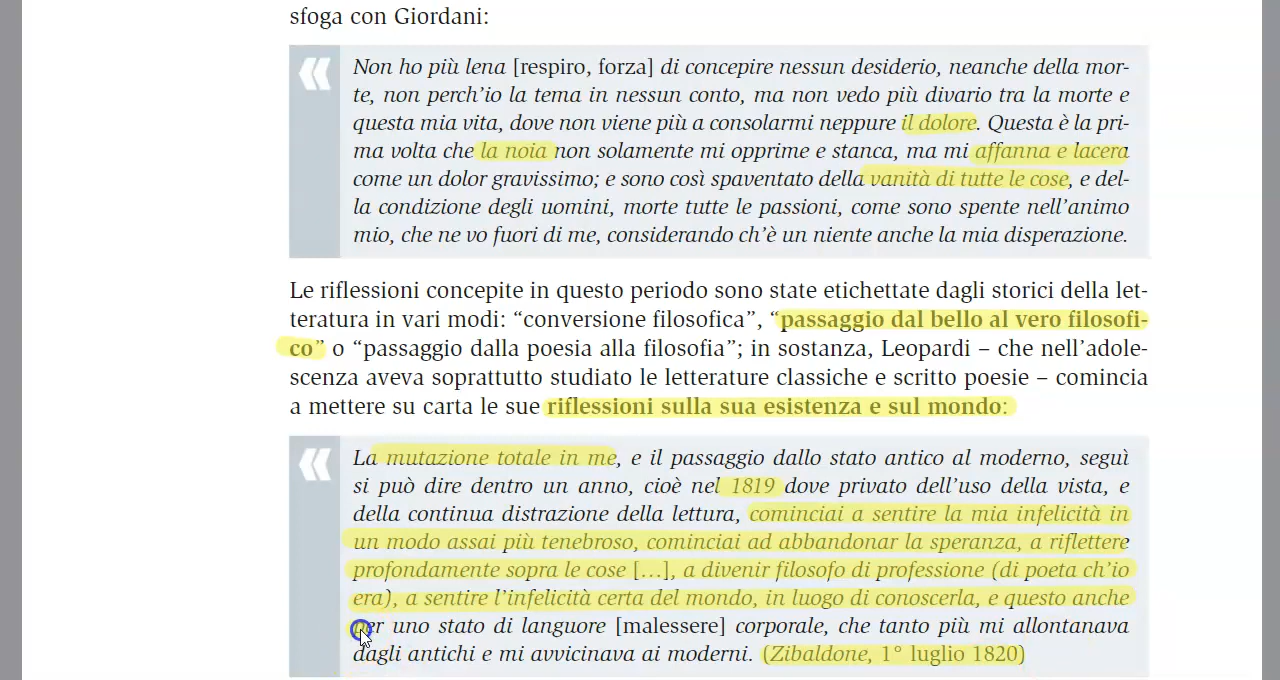 sfoga con Giordani:
Non ho più lena [respiro, forza] di concepire nessun desiderio, neanche della mor-
te, non perch’io la tema in nessun conto, ma non vedo più divario tra la morte e
questa mia vita, dove non viene più a consolarmi neppure il dolore. Questa è la pri-
ma volta che la noia non solamente mi opprime e stanca, ma mi affanna e lacera
come un dolor gravissimo; e sono così spaventato della vanità di tutte le cose, e del-
la condizione degli uomini, morte tutte le passioni, come sono spente nell’animo
mio, che ne vo fuori di me, considerando ch’è un niente anche la mia disperazione.
Le riflessioni concepite in questo periodo sono state etichettate dagli storici della let-
teratura in vari modi: “conversione filosofica”, “passaggio dal bello al vero filosofi-
co” o “passaggio dalla poesia alla filosofia”; in sostanza, Leopardi – che nell’adole-
scenza aveva soprattutto studiato le letterature classiche e scritto poesie – comincia
a mettere su carta le sue riflessioni sulla sua esistenza e sul mondo:
La mutazione totale in me, e il passaggio dallo stato antico al moderno, seguì
si può dire dentro un anno, cioè nel 1819 dove privato dell’uso della vista, e
della continua distrazione della lettura, cominciai a sentire la mia infelicità in
un modo assai più tenebroso, cominciai ad abbandonar la speranza, a riflettere
profondamente sopra le cose […], a divenir filosofo di professione (di poeta ch’io
era), a sentire l’infelicità certa del mondo, in luogo di conoscerla, e questo anche
per uno stato di languore [malessere] corporale, che tanto più mi allontanava
dagli antichi e mi avvicinava ai moderni. (Zibaldone, 1° luglio 1820)